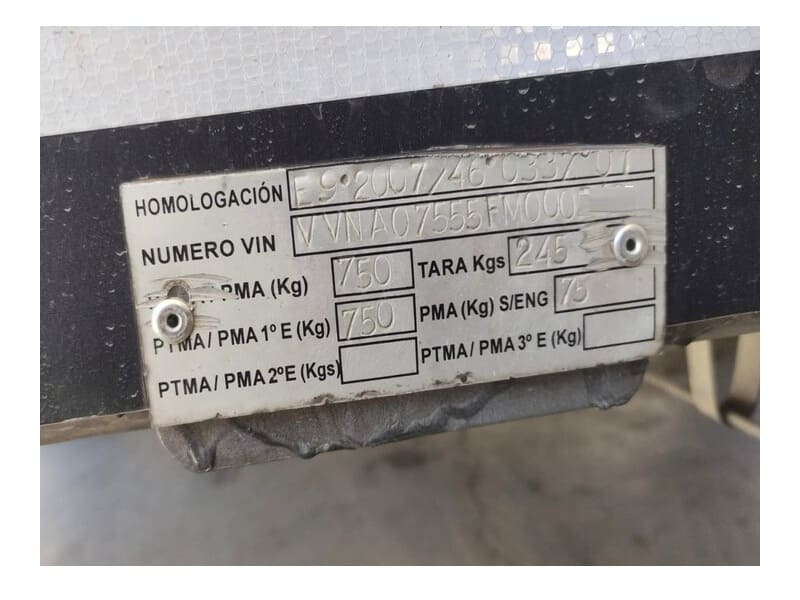 HOMOLOGACIÓN E9*2007/46*0337*01
NUMERO VIN VVNA07555FM000
PMA (Kg) 750 TARA Kgs 245
PTMA/ PMA 1º E (Kg) 750 PMA (Kg) S/ENG 75
PTMA/ PMA 2ºE (Kgs) PTMA/ PMA 3º E (Kg)